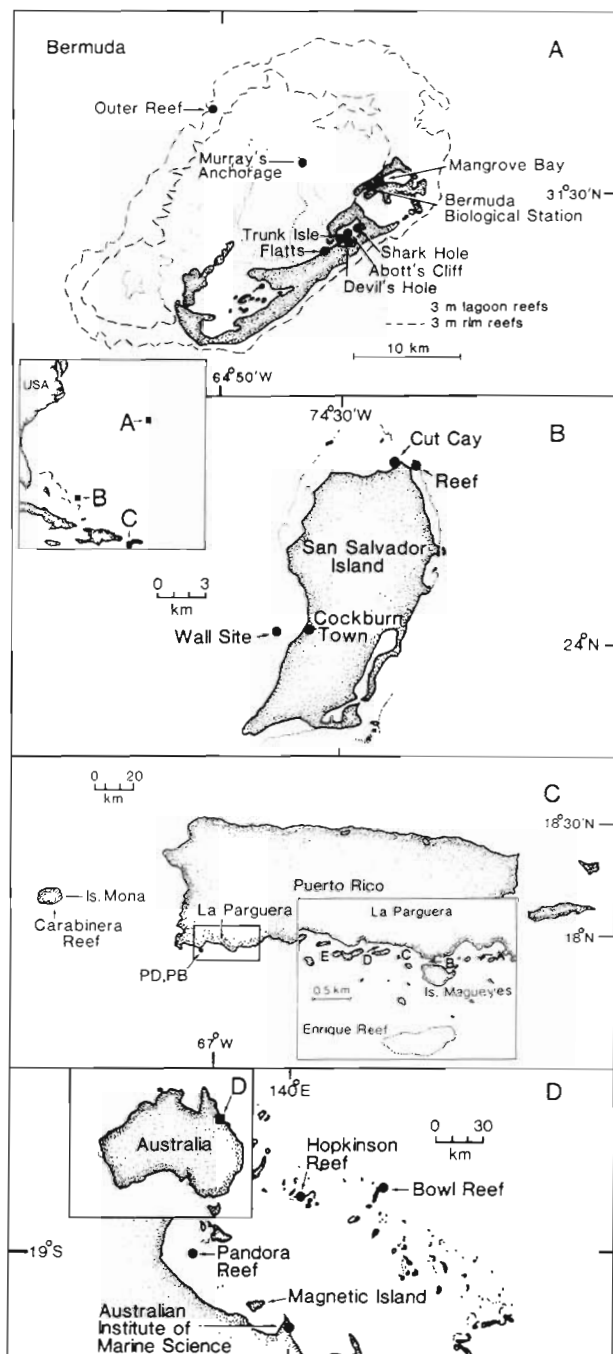 Bermuda
A
Outer Reef
Murray's
Anchorage
Mangrove Bay
31°30'N
Bermuda
Biological Station
Trunk Isle
Flatts
Shark Hole
Abott's Cliff
Devil's Hole
3 m lagoon reefs
3 m rim reefs
10 km
64°50'W
USA
A
B
C
74°30'W
B
Cut Cay
Reef
San Salvador
Island
0 3
km
Wall Site
Cockburn
Town
24°N
0 20
km
C
18°30'N
Is. Mona
Carabinera
Reef
Puerto Rico
La Parguera
La Parguera
18°N
PD,PB
E
D
C
B
A
0.5 km
Is. Magueyes
Enrique Reef
67°W
D
Australia
140°E
D
0 30
km
Hopkinson
Reef
Bowl Reef
19°S
Pandora
Reef
Magnetic Island
Australian
Institute of
Marine Science